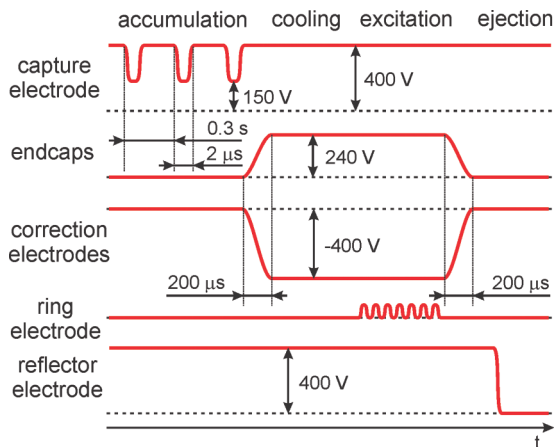 accumulation cooling excitation ejection
capture
electrode
400 V
150 V
0.3 s
endcaps
2 µs
240 V
correction
electrodes
-400 V
200 µs
200 µs
ring
electrode
reflector
electrode
400 V
t